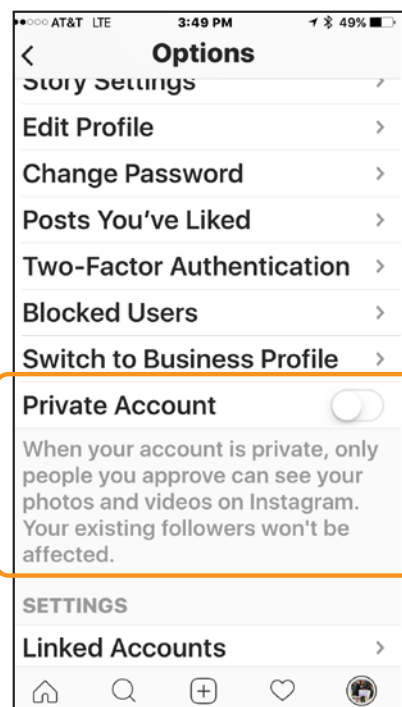 AT&T LTE 3:49 PM 49%
Options
Story Settings
Edit Profile
Change Password
Posts You've Liked
Two-Factor Authentication
Blocked Users
Switch to Business Profile
Private Account
When your account is private, only
people you approve can see your
photos and videos on Instagram.
Your existing followers won't be
affected.
SETTINGS
Linked Accounts